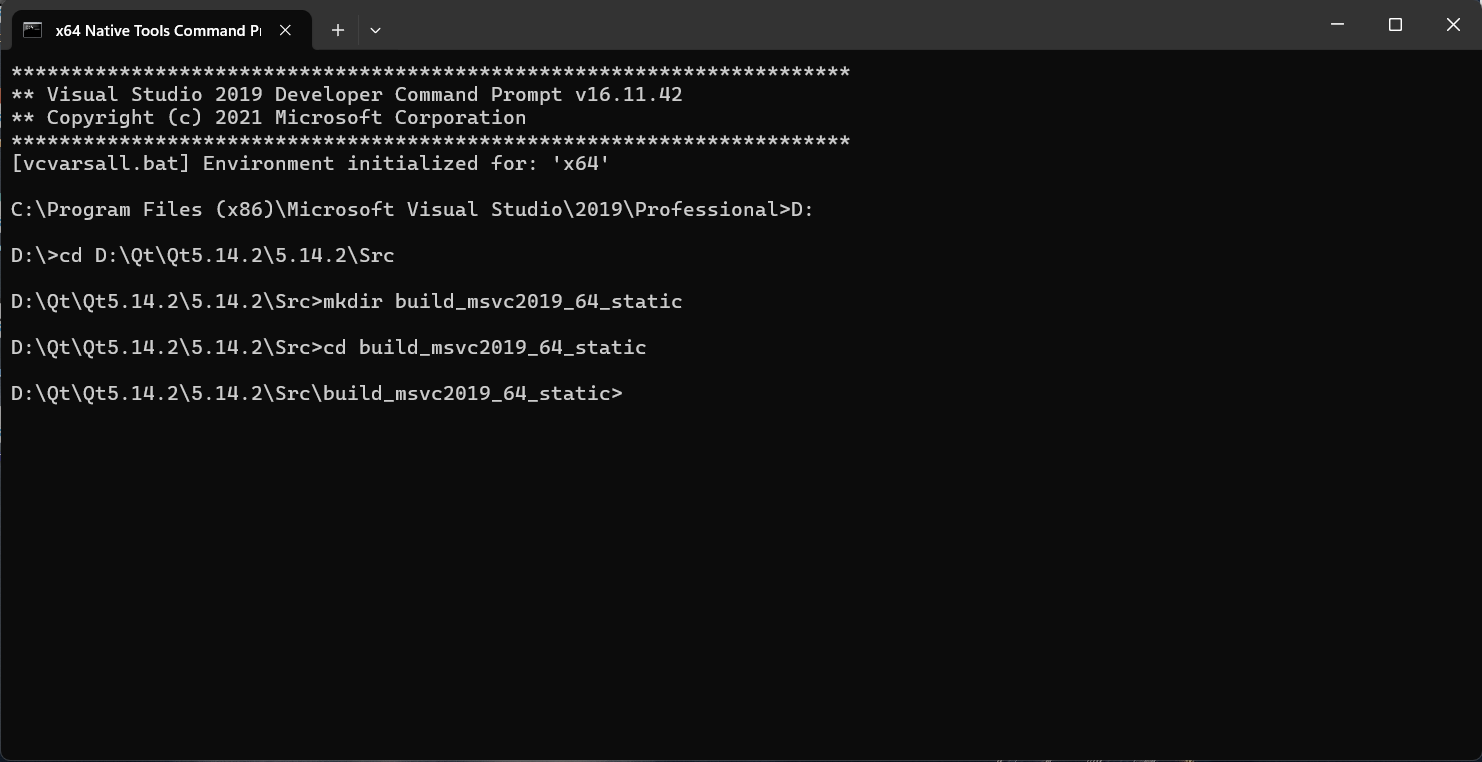 x64 Native Tools Command P
**********************************************************************
** Visual Studio 2019 Developer Command Prompt v16.11.42
** Copyright (c) 2021 Microsoft Corporation
**********************************************************************
[vcvarsall.bat] Environment initialized for: 'x64'
C:\Program Files (x86)\Microsoft Visual Studio\2019\Professional>D:
D:\>cd D:\Qt\Qt5.14.2\5.14.2\Src
D:\Qt\Qt5.14.2\5.14.2\Src>mkdir build_msvc2019_64_static
D:\Qt\Qt5.14.2\5.14.2\Src>cd build_msvc2019_64_static
D:\Qt\Qt5.14.2\5.14.2\Src\build_msvc2019_64_static>